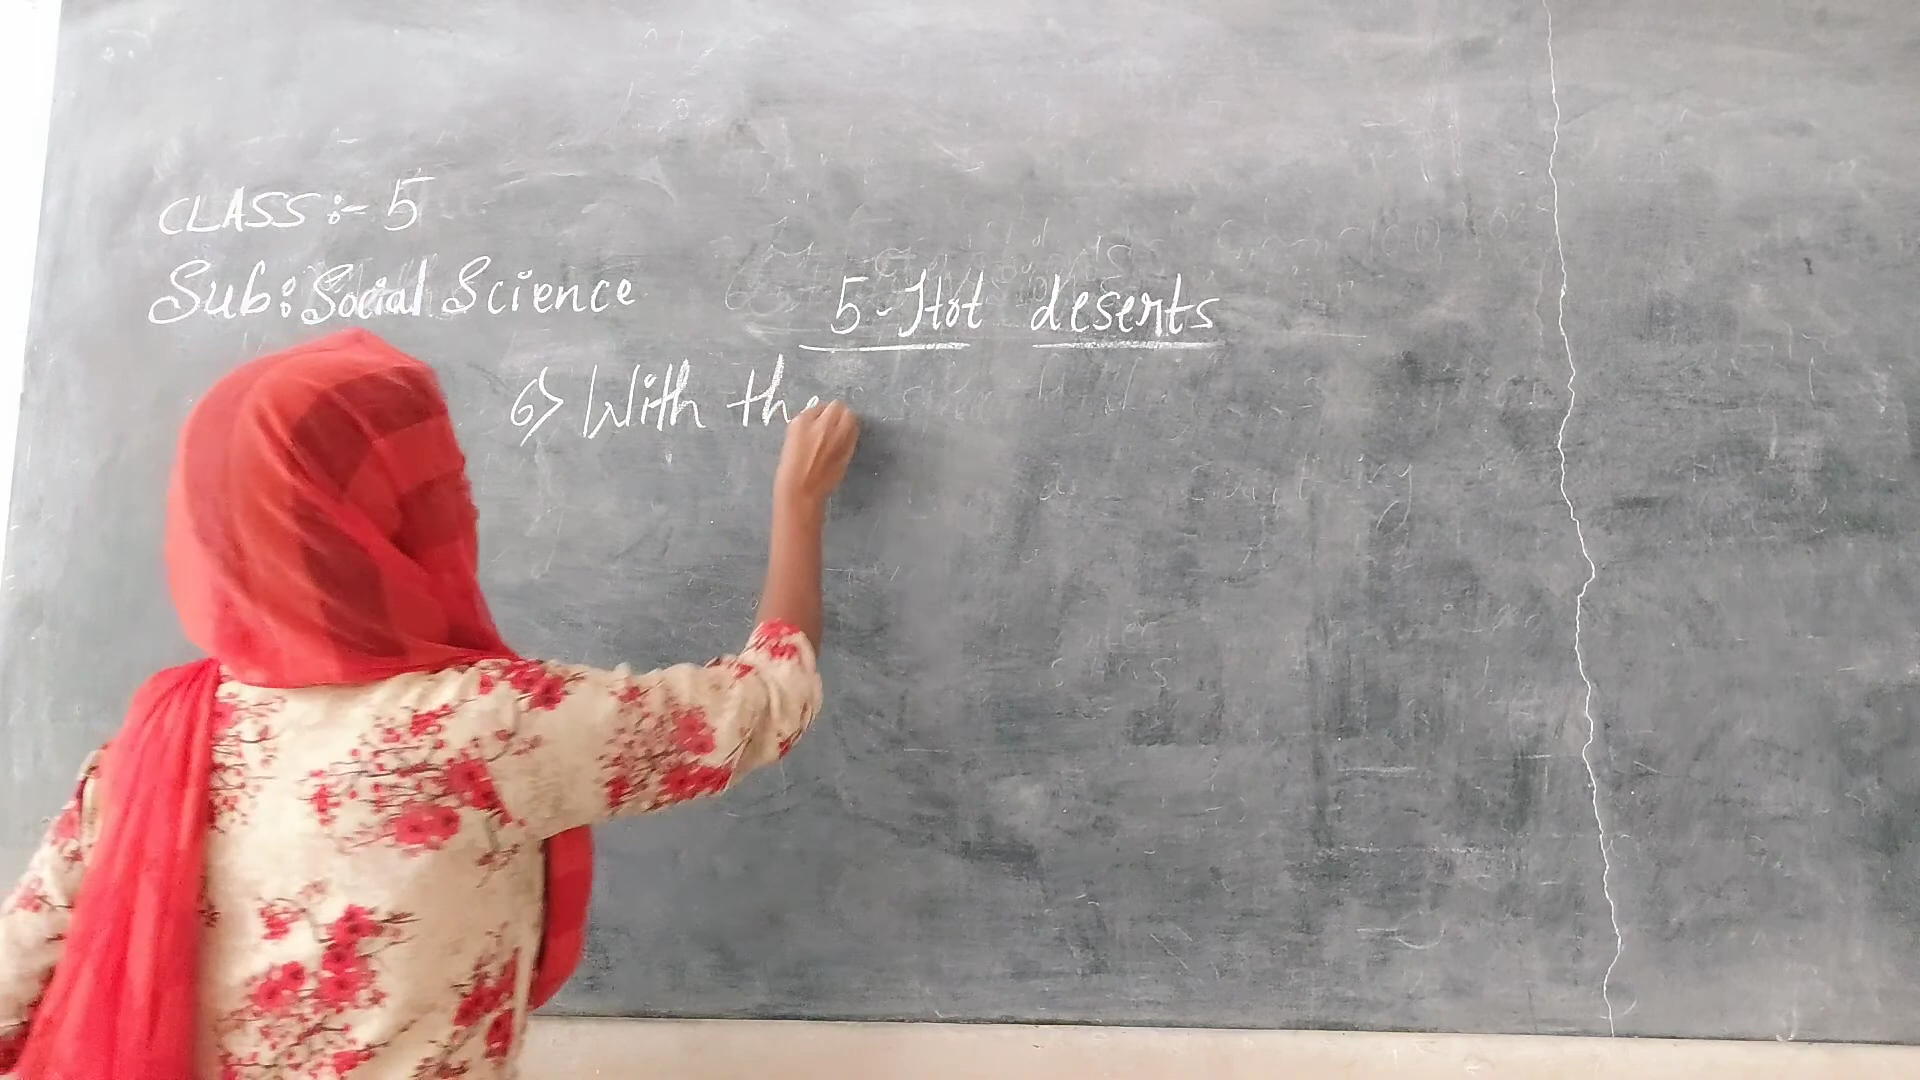 CLASS:- 5
Sub: Social Science
5-Hot deserts
6) With the